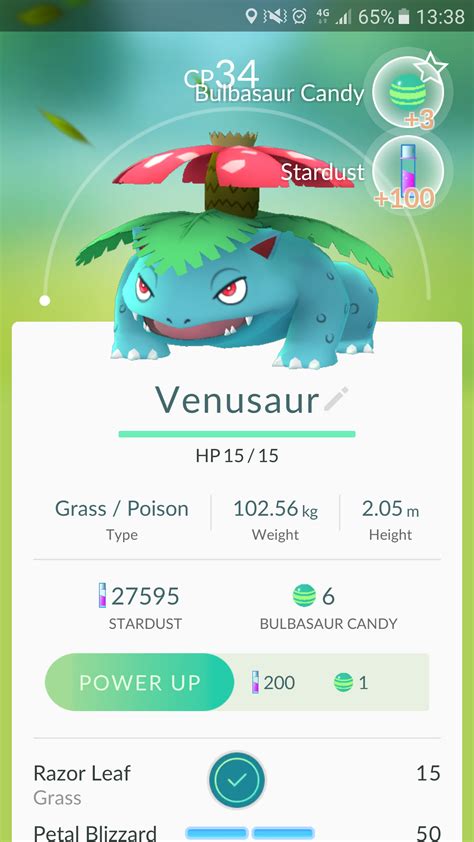 4G 65% 13:38
CP34
Bulbasaur Candy
+3
Stardust
+100
Venusaur
HP 15 / 15
Grass / Poison 102.56 kg 2.05 m
Type Weight Height
27595 6
STARDUST BULBASAUR CANDY
POWER UP 200 1
Razor Leaf 15
Grass
Petal Blizzard 50